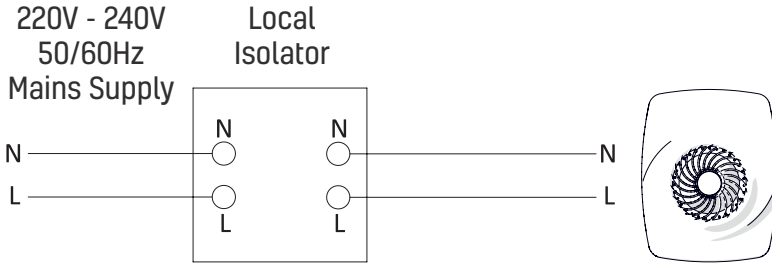 220V - 240V
50/60Hz
Mains Supply
Local
Isolator
N N
N N
L L
L L